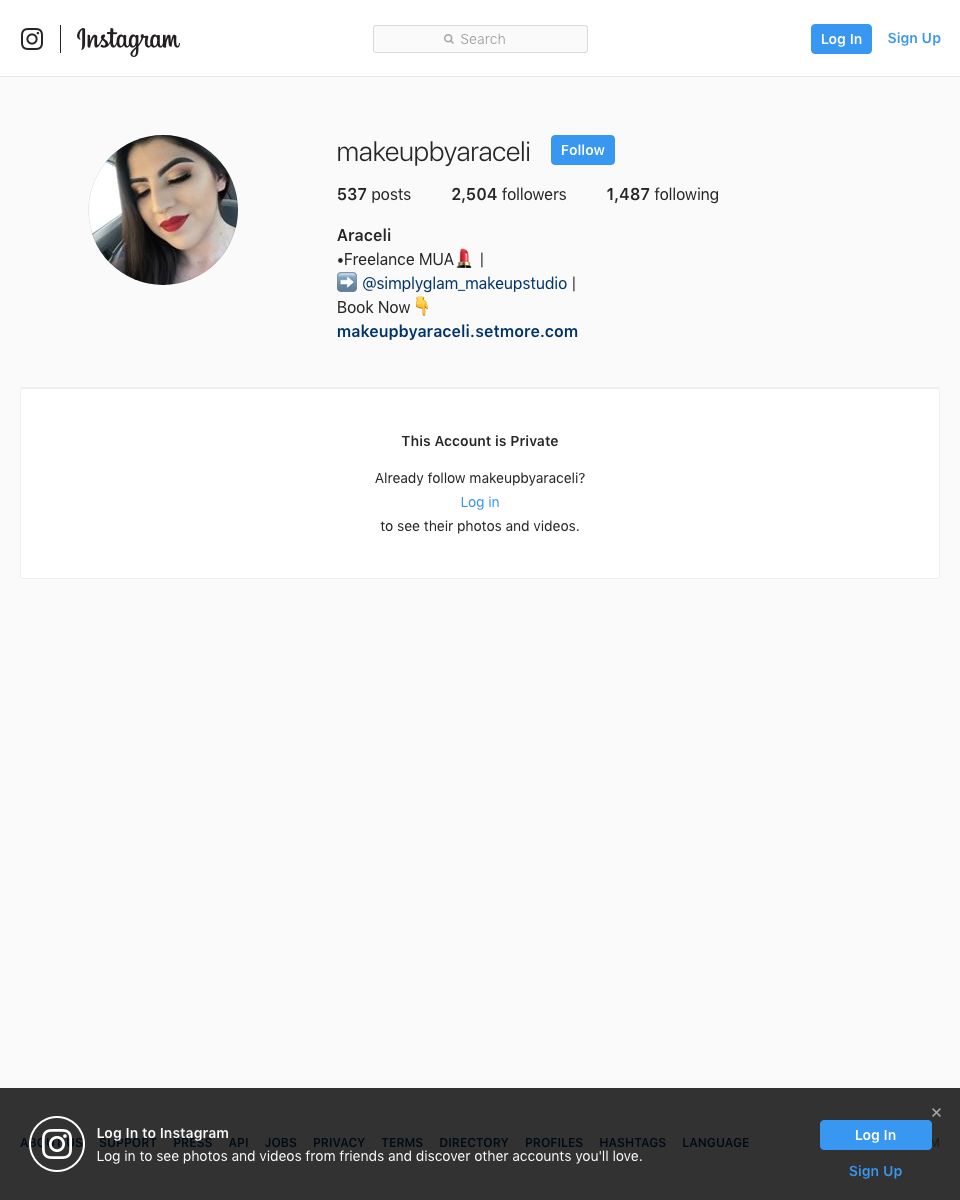 Instagram
Search
Log In
Sign Up
makeupbyaraceli
Follow
537 posts 2,504 followers 1,487 following
Araceli
•Freelance MUA💄 |
➡️ @simplyglam_makeupstudio |
Book Now👇
makeupbyaraceli.setmore.com
This Account is Private
Already follow makeupbyaraceli?
Log in
to see their photos and videos.
Log In to Instagram
Log in to see photos and videos from friends and discover other accounts you'll love.
SUPPORT PRESS API JOBS PRIVACY TERMS DIRECTORY PROFILES HASHTAGS LANGUAGE
Log In
Sign Up